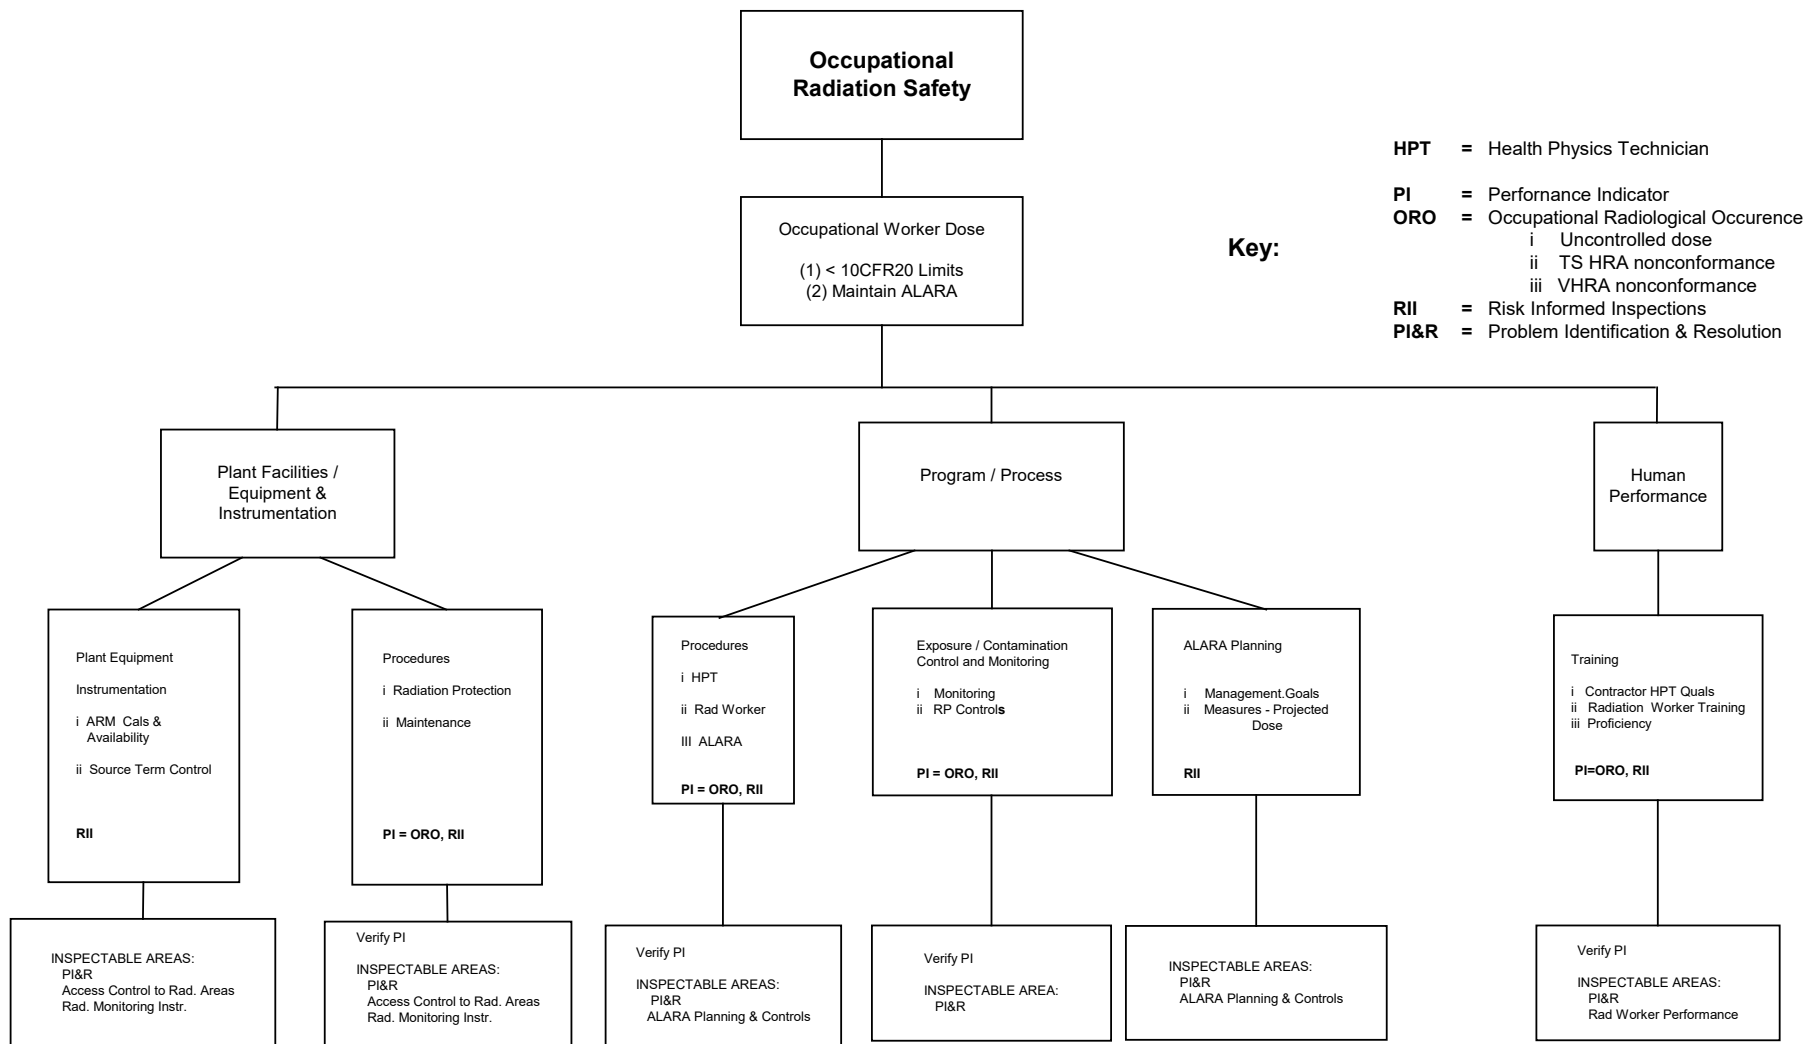 Occupational
Radiation Safety
HPT = Health Physics Technician
PI = Perfornance Indicator
ORO = Occupational Radiological Occurence
i Uncontrolled dose
ii TS HRA nonconformance
iii VHRA nonconformance
RII = Risk Informed Inspections
PI&R = Problem Identification & Resolution
Key:
Occupational Worker Dose
(1) < 10CFR20 Limits
(2) Maintain ALARA
Plant Facilities /
Equipment &
Instrumentation
Program / Process
Human
Performance
Plant Equipment
Instrumentation
i ARM Cals &
Availability
ii Source Term Control
RII
Procedures
i Radiation Protection
ii Maintenance
PI = ORO, RII
Procedures
i HPT
ii Rad Worker
III ALARA
PI = ORO, RII
Exposure / Contamination
Control and Monitoring
i Monitoring
ii RP Controls
PI = ORO, RII
ALARA Planning
i Management.Goals
ii Measures - Projected
Dose
RII
Training
i Contractor HPT Quals
ii Radiation Worker Training
iii Proficiency
PI=ORO, RII
INSPECTABLE AREAS:
PI&R
Access Control to Rad. Areas
Rad. Monitoring Instr.
Verify PI
INSPECTABLE AREAS:
PI&R
Access Control to Rad. Areas
Rad. Monitoring Instr.
Verify PI
INSPECTABLE AREAS:
PI&R
ALARA Planning & Controls
Verify PI
INSPECTABLE AREA:
PI&R
INSPECTABLE AREAS:
PI&R
ALARA Planning & Controls
Verify PI
INSPECTABLE AREAS:
PI&R
Rad Worker Performance